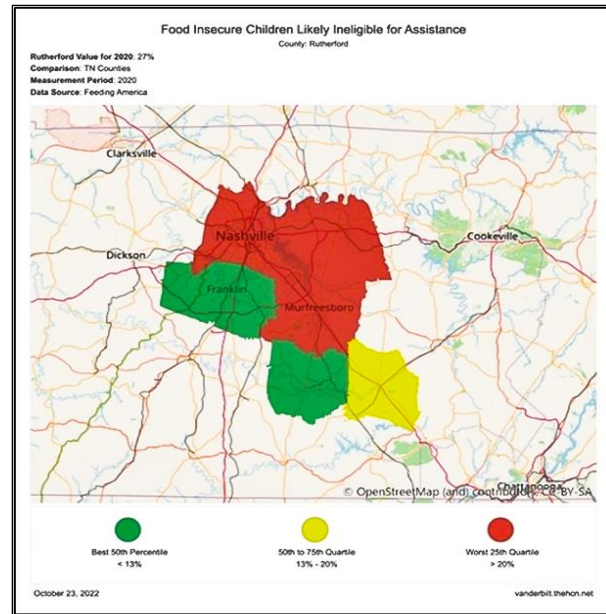 Food Insecure Children Likely Ineligible for Assistance
County: Rutherford
Rutherford Value for 2020: 27%
Comparison: TN Counties
Measurement Period: 2020
Data Source: Feeding America
Clarksville
Nashville
Cookeville
Dickson
Franklin
Murfreesboro
Chattanooga
© OpenStreetMap (and) contributors, CC-BY-SA
Best 50th Percentile
< 13%
50th to 75th Quartile
13% - 20%
Worst 25th Quartile
> 20%
October 23, 2022
vanderbilt.thehcn.net